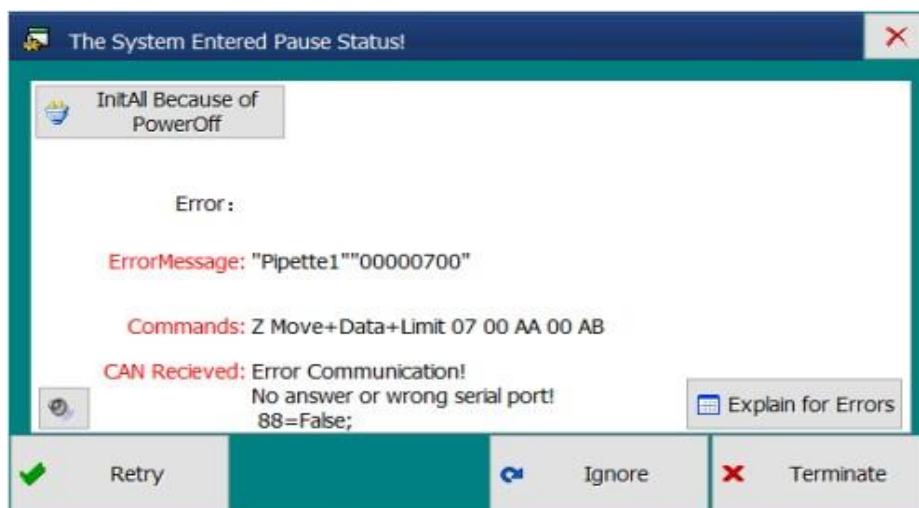 The System Entered Pause Status!
InitAll Because of
PowerOff
Error:
ErrorMessage: "Pipette1""00000700"
Commands: Z Move+Data+Limit 07 00 AA 00 AB
CAN Recieved: Error Communication!
No answer or wrong serial port!
88=False;
Explain for Errors
Retry
Ignore
Terminate